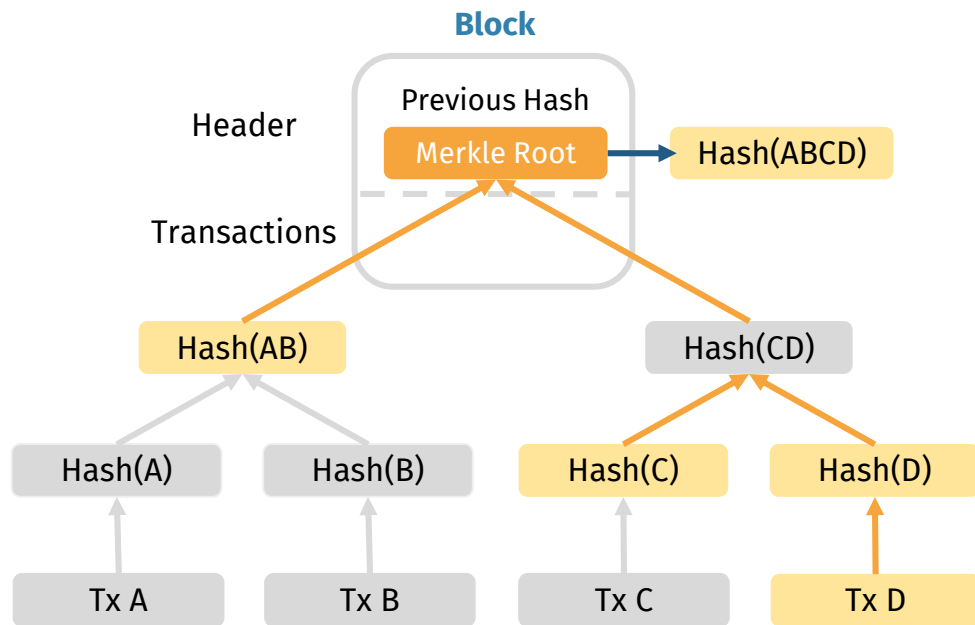 Block
Previous Hash
Header
Merkle Root
Hash(ABCD)
Transactions
Hash(AB)
Hash(CD)
Hash(A)
Hash(B)
Hash(C)
Hash(D)
Tx A
Tx B
Tx C
Tx D